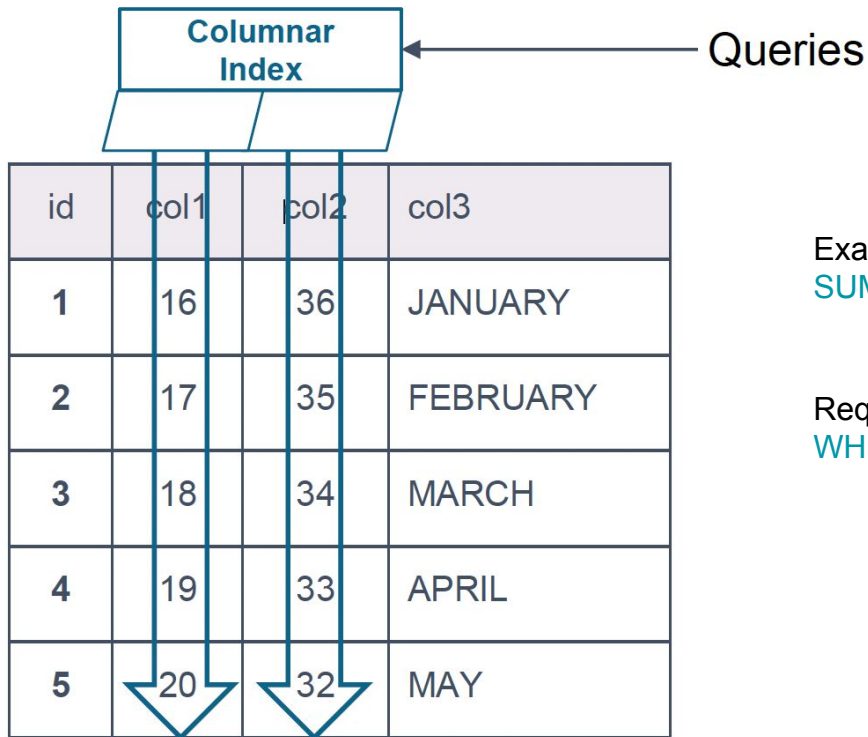 Columnar
Index
Queries
id col1 col2 col3
1 16 36 JANUARY
2 17 35 FEBRUARY
3 18 34 MARCH
4 19 33 APRIL
5 20 32 MAY